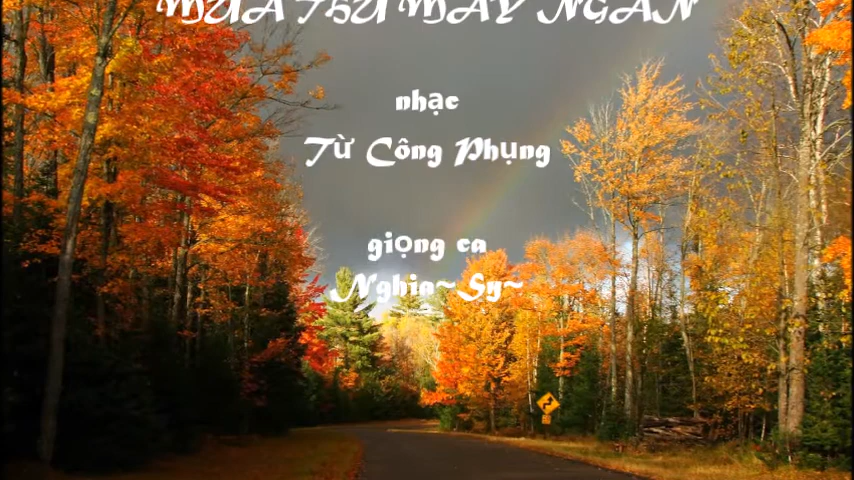 MÙA THU MÂY NGÀN
nhạc
Từ Công Phụng
giọng ca
Nghia~ Sy~